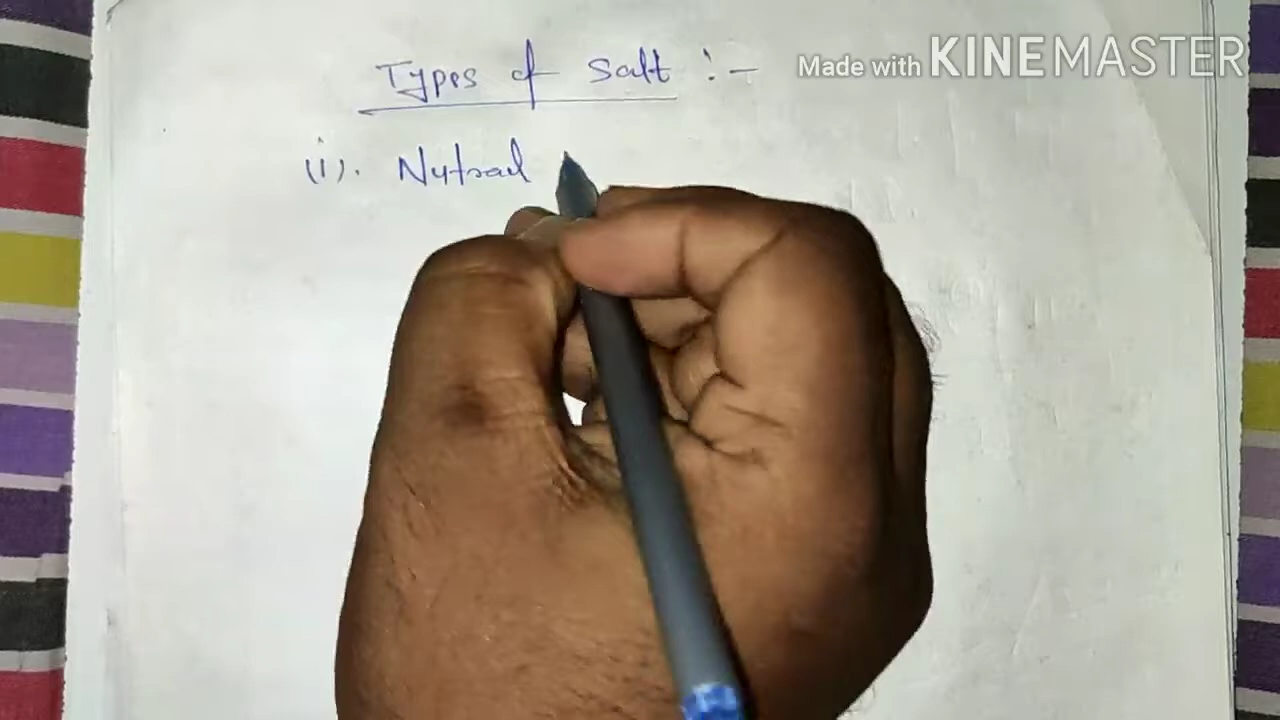 Types of Salt :-
Made with KINEMASTER
(i). Nutral